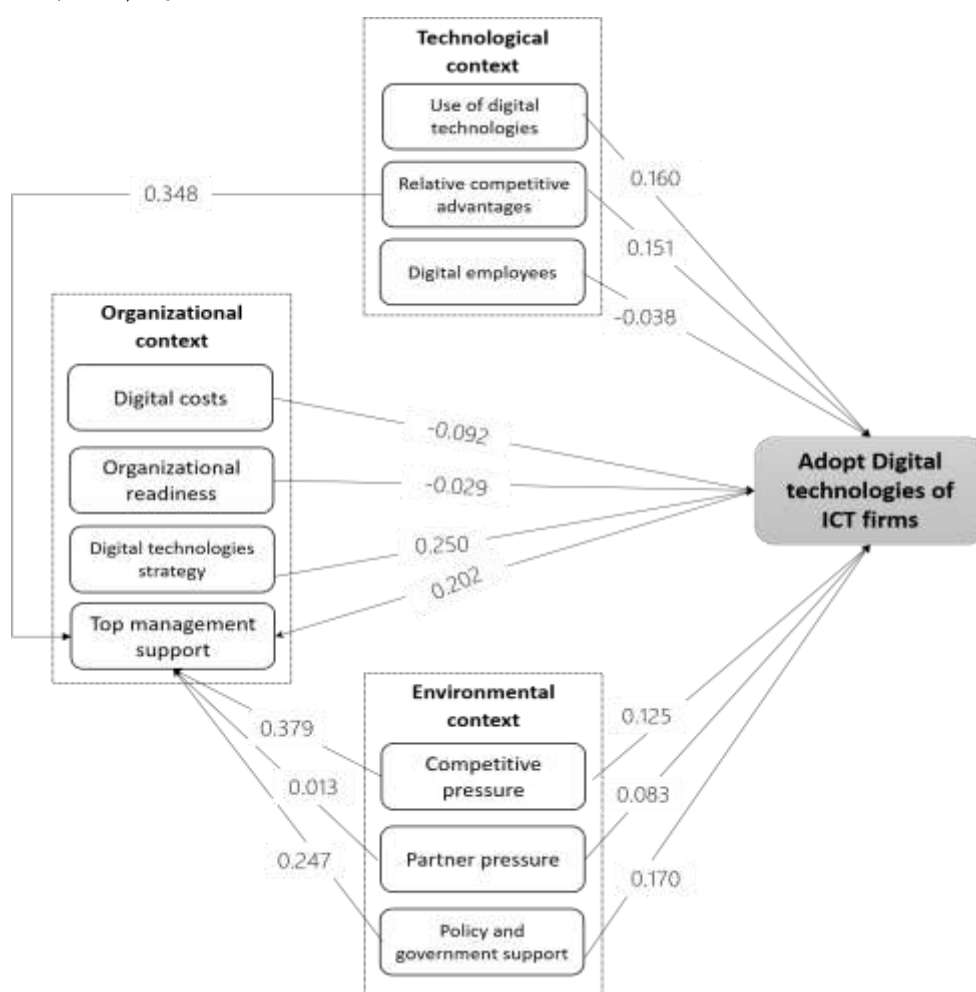 Technological
context
Use of digital
technologies
0.160
0.348
Relative competitive
advantages
0.151
Digital employees
-0.038
Organizational
context
Digital costs
-0.092
Organizational
readiness
-0.029
Adopt Digital
technologies of
ICT firms
Digital technologies
strategy
0.250
0.202
Top management
support
Environmental
context
0.379
0.125
Competitive
pressure
0.013
0.083
Partner pressure
0.247
0.170
Policy and
government support